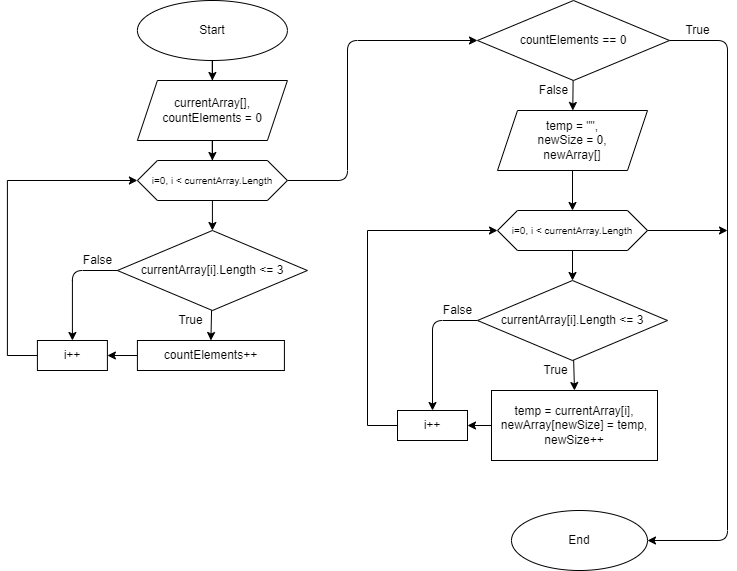 Start
currentArray[],
countElements = 0
i=0, i < currentArray.Length
currentArray[i].Length <= 3
False
True
i++
countElements++
countElements == 0
True
False
temp = "",
newSize = 0,
newArray[]
i=0, i < currentArray.Length
currentArray[i].Length <= 3
False
True
i++
temp = currentArray[i],
newArray[newSize] = temp,
newSize++
End